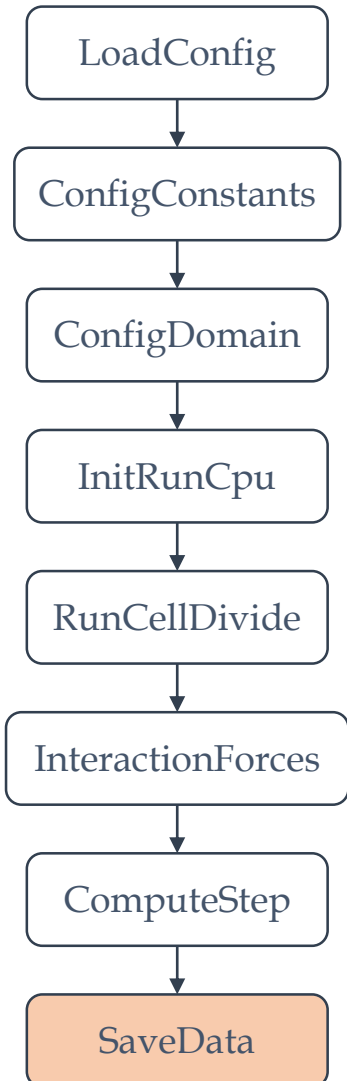 LoadConfig
ConfigConstants
ConfigDomain
InitRunCpu
RunCellDivide
InteractionForces
ComputeStep
SaveData